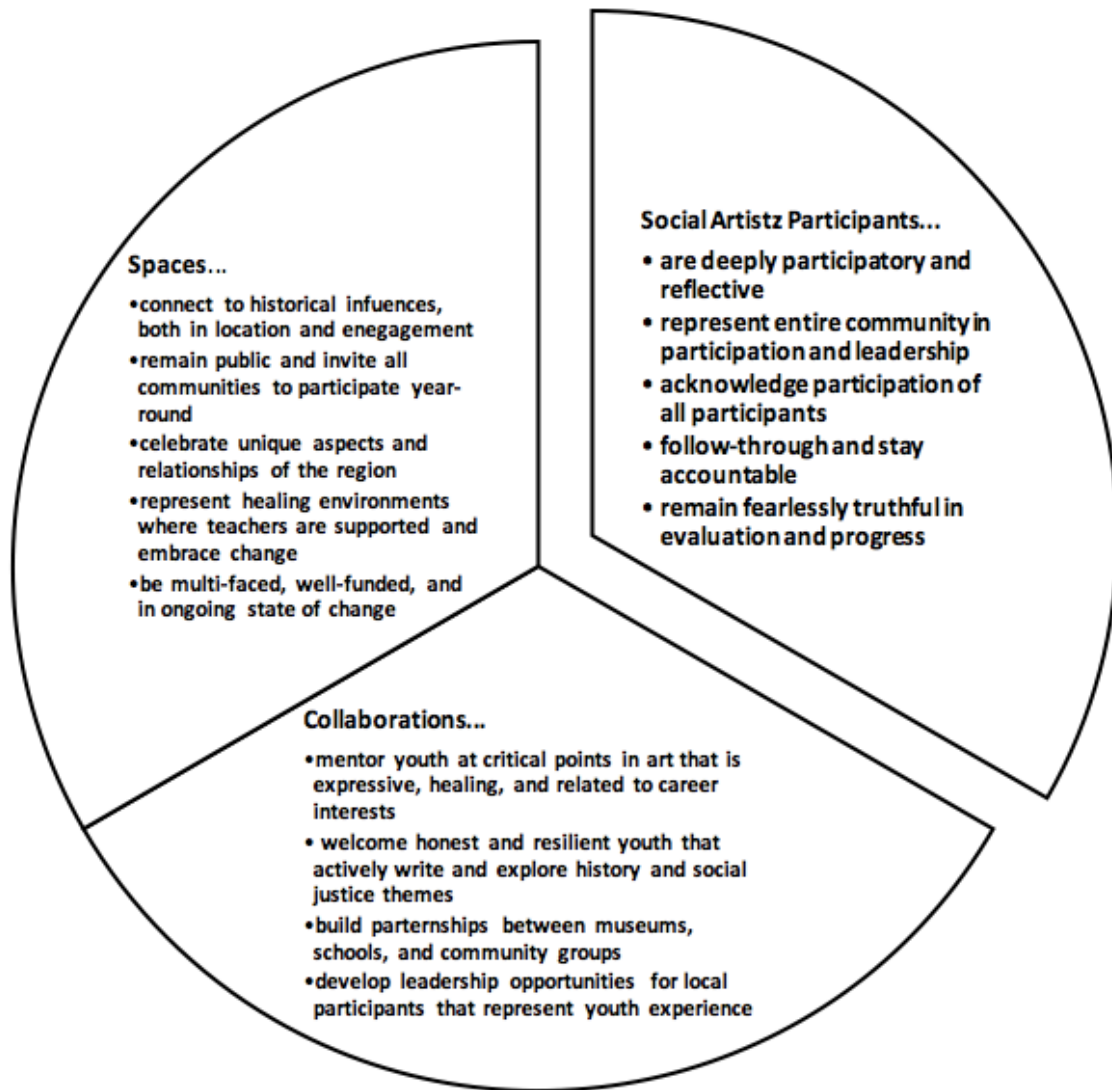 Spaces...
•connect to historical infuences,
both in location and enegagement
•remain public and invite all
communities to participate year-
round
•celebrate unique aspects and
relationships of the region
•represent healing environments
where teachers are supported and
embrace change
•be multi-faced, well-funded, and
in ongoing state of change
Social Artistz Participants...
• are deeply participatory and
reflective
• represent entire community in
participation and leadership
• acknowledge participation of
all participants
• follow-through and stay
accountable
• remain fearlessly truthful in
evaluation and progress
Collaborations...
•mentor youth at critical points in art that is
expressive, healing, and related to career
interests
• welcome honest and resilient youth that
actively write and explore history and social
justice themes
•build parternships between museums,
schools, and community groups
•develop leadership opportunities for local
participants that represent youth experience